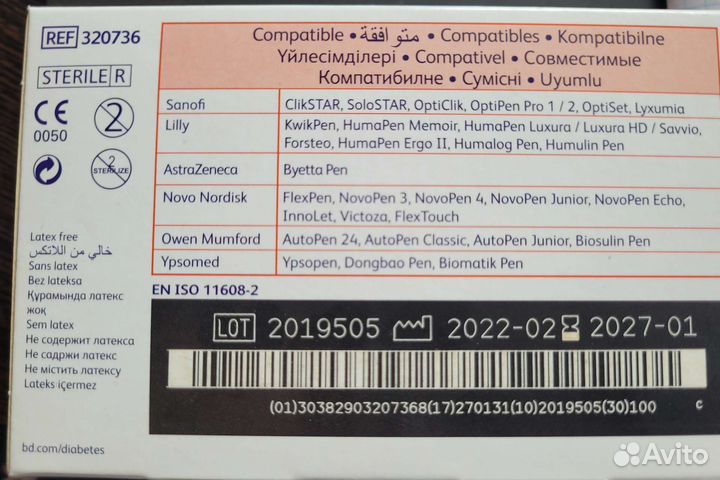 REF 320736
STERILE R
CE
0050
2
2
STERILIZE
Latex free
خالي من اللاتكس
Sans latex
Bez lateksa
Құрамында латекс
жоқ
Sem latex
Не содержит латекса
Не садржи латекс
Не містить латексу
Lateks içermez
bd.com/diabetes
Compatible • متوافقة • Compatibles • Kompatibilne
Үйлесімділері • Compativel • Совместимые
Компатибилне • Сумісні • Uyumlu
Sanofi ClikSTAR, SoloSTAR, OptiClik, OptiPen Pro 1 / 2, OptiSet, Lyxumia
Lilly KwikPen, HumaPen Memoir, HumaPen Luxura / Luxura HD / Savvio,
Forsteo, HumaPen Ergo II, Humalog Pen, Humulin Pen
AstraZeneca Byetta Pen
Novo Nordisk FlexPen, NovoPen 3, NovoPen 4, NovoPen Junior, NovoPen Echo,
InnoLet, Victoza, FlexTouch
Owen Mumford AutoPen 24, AutoPen Classic, AutoPen Junior, Biosulin Pen
Ypsomed Ypsopen, Dongbao Pen, Biomatik Pen
EN ISO 11608-2
LOT 2019505 2022-02 2027-01
(01)30382903207368(17)270131(10)2019505(30)100 c
Avito